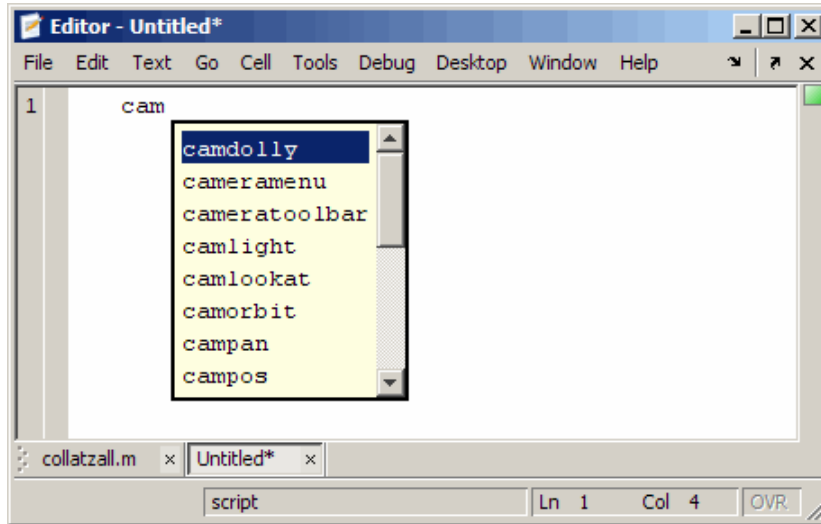 Editor - Untitled*
File Edit Text Go Cell Tools Debug Desktop Window Help
1 cam
camdolly
cameramenu
cameratoolbar
camlight
camlookat
camorbit
campan
campos
collatzall.m Untitled*
script Ln 1 Col 4 OVR